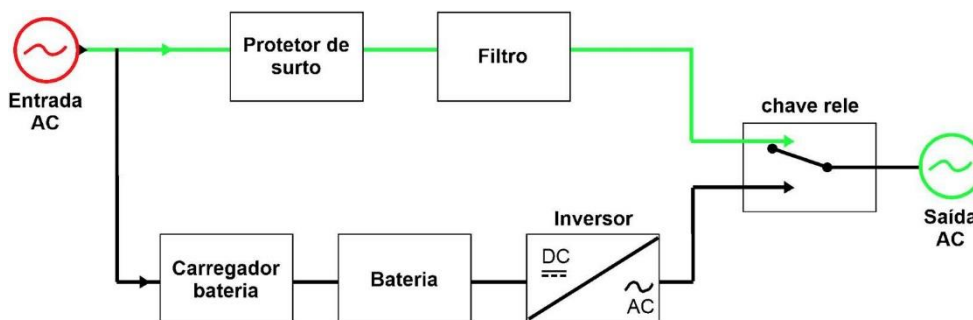 Entrada
AC
Protetor de
surto
Filtro
chave rele
Saída
AC
Carregador
bateria
Bateria
Inversor
DC
AC